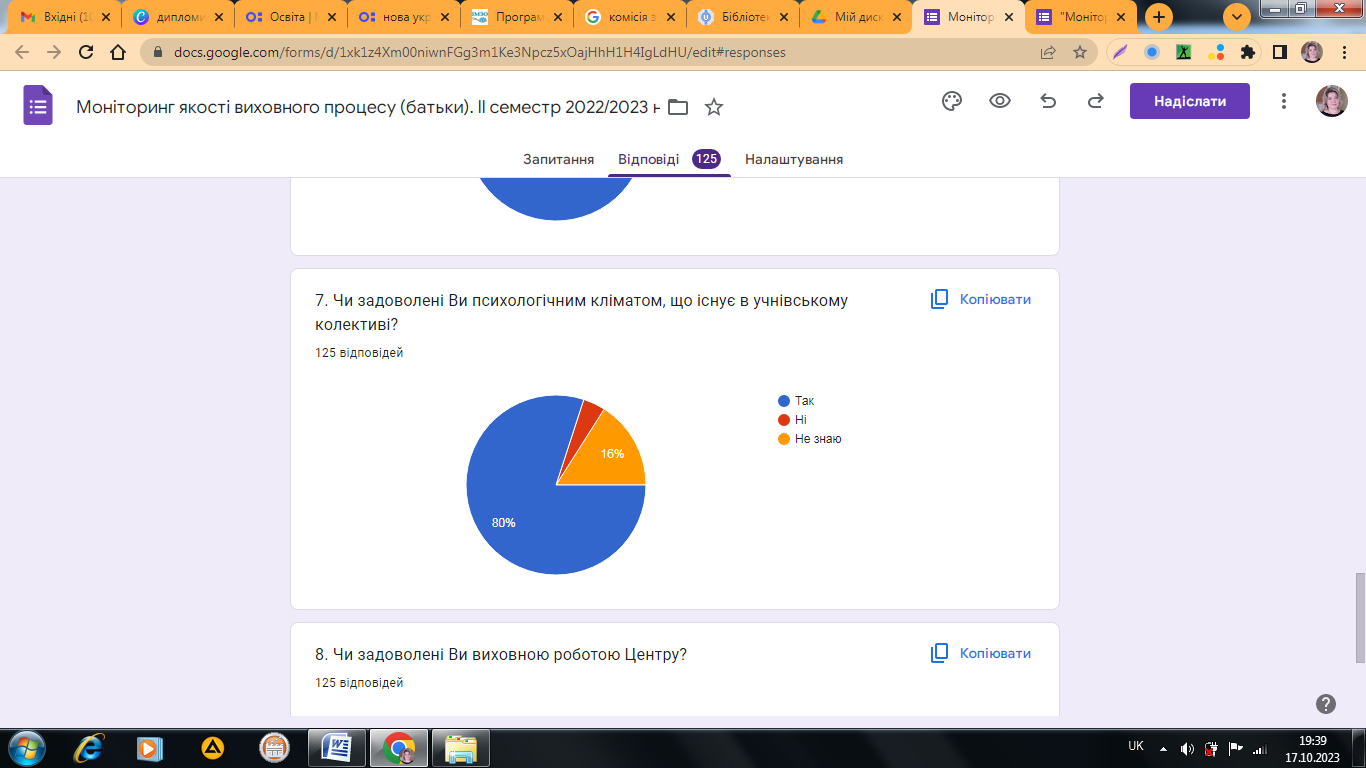 Вхідні (10
дипломи
Освіта | 
нова укр
Програм
комісія з
Бібліотек
Мій диск
Монітор
"Монітор
docs.google.com/forms/d/1xk1z4Xm00niwnFGg3m1Ke3Npcz5xOajHhH1H4IgLdHU/edit#responses
Моніторинг якості виховного процесу (батьки). ІІ семестр 2022/2023 н
Надіслати
Запитання
Відповіді 125
Налаштування
7. Чи задоволені Ви психологічним кліматом, що існує в учнівському
колективі?
Копіювати
125 відповідей
Так
Ні
Не знаю
16%
80%
8. Чи задоволені Ви виховною роботою Центру?
Копіювати
125 відповідей
UK
19:39
17.10.2023